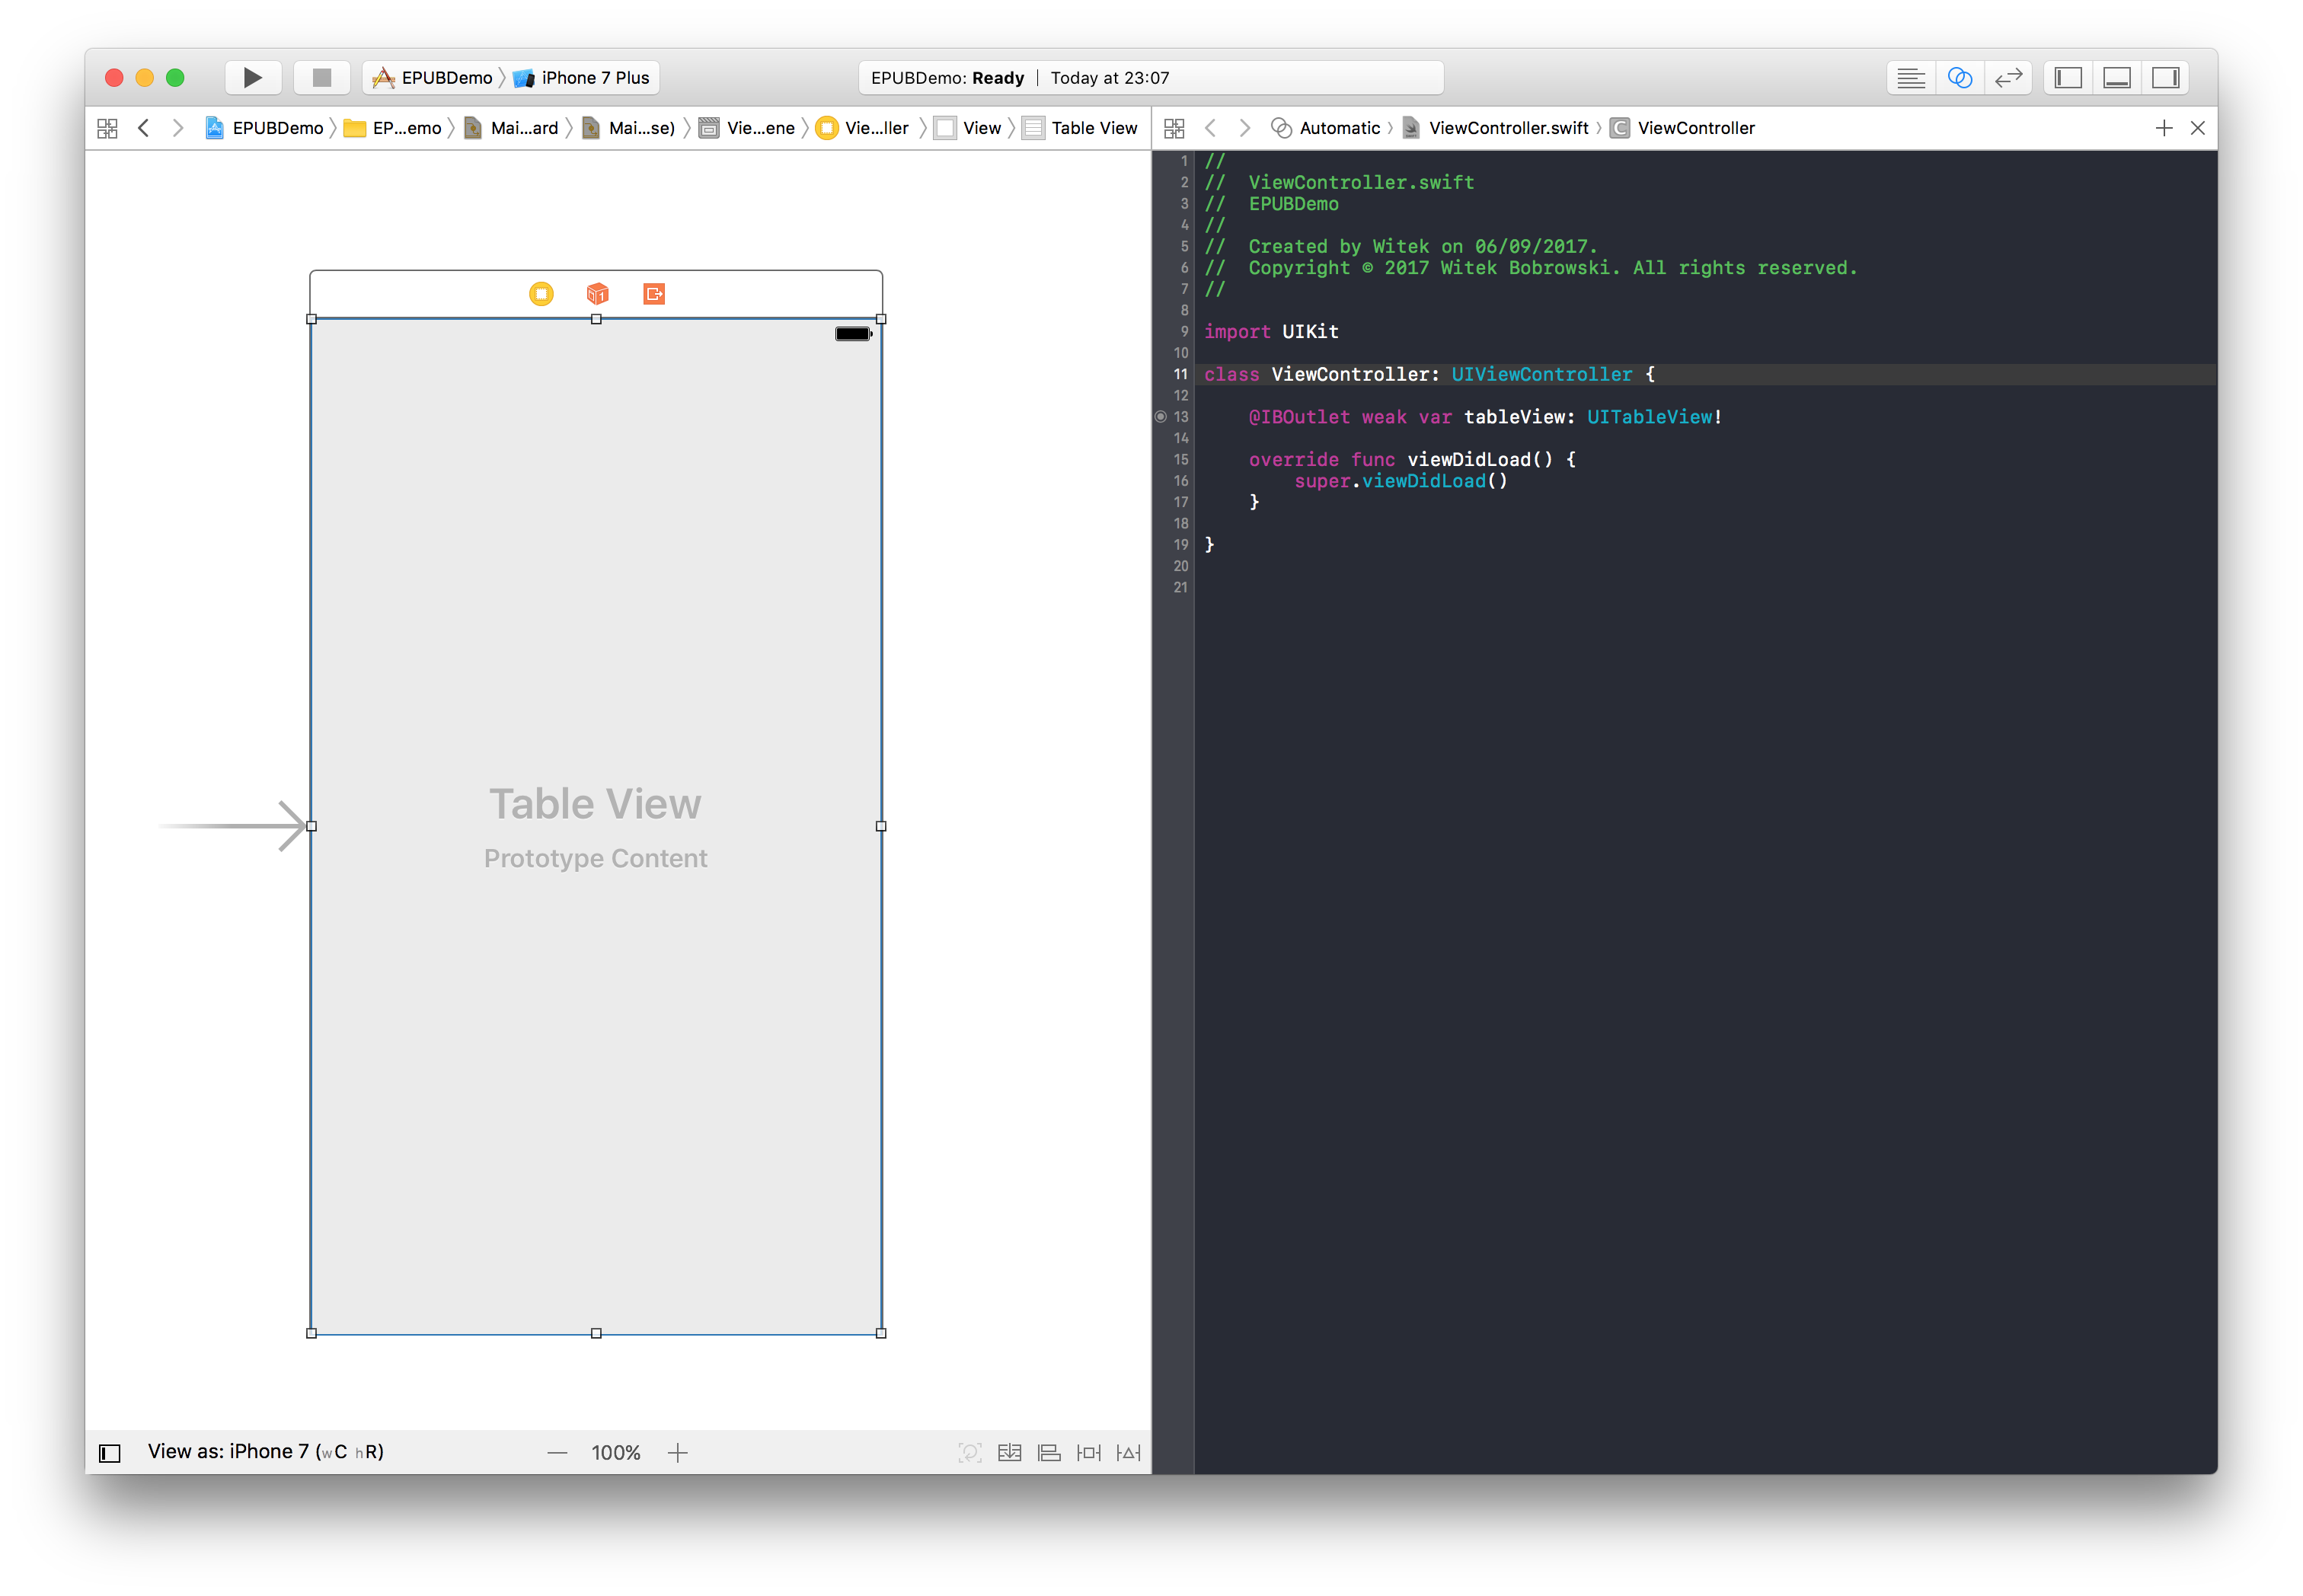 EPUBDemo iPhone 7 Plus EPUBDemo: Ready Today at 23:07
EPUBDemo EP...emo Mai...ard Mai...se) Vie...ene Vie...ller View Table View
Automatic ViewController.swift C ViewController
Table View
Prototype Content
View as: iPhone 7 (wC hR) 100%
1 //
2 // ViewController.swift
3 // EPUBDemo
4 //
5 // Created by Witek on 06/09/2017.
6 // Copyright © 2017 Witek Bobrowski. All rights reserved.
7 //
8
9 import UIKit
10
11 class ViewController: UIViewController {
12
13 @IBOutlet weak var tableView: UITableView!
14
15 override func viewDidLoad() {
16 super.viewDidLoad()
17 }
18
19 }
20
21